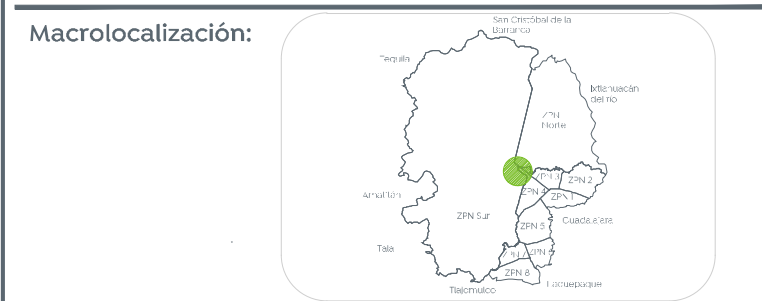 Macrolocalización:
San Cristóbal de la
Barranca
Tequila
Ixtlahuacán
del río
ZPN
Norte
ZPN 3
ZPN 2
Amatitán
ZPN 4
ZPN 1
ZPN Sur
Guadalajara
ZPN 5
Tala
ZPN 7
ZPN
ZPN 8
Tlajomulco
Tlaquepaque